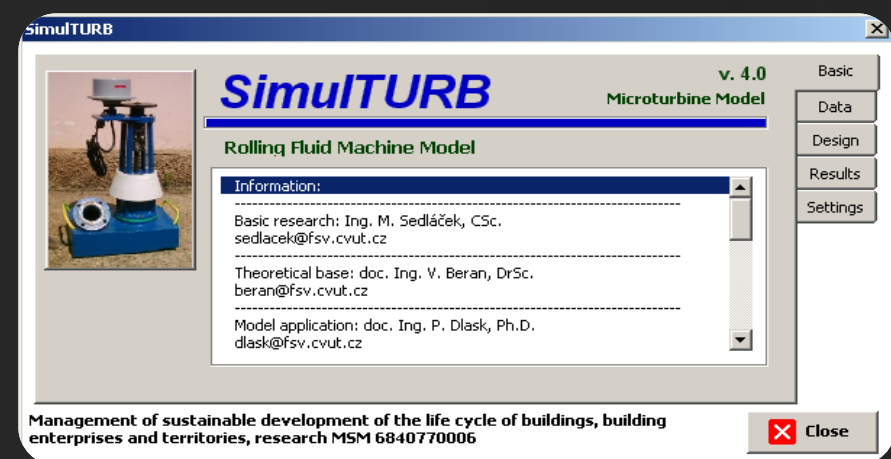 SimulTURB
SimulTURB
v. 4.0
Microturbine Model
Rolling Fluid Machine Model
Information:
Basic research: Ing. M. Sedláček, CSc.
sedlacek@fsv.cvut.cz
Theoretical base: doc. Ing. V. Beran, DrSc.
beran@fsv.cvut.cz
Model application: doc. Ing. P. Dlask, Ph.D.
dlask@fsv.cvut.cz
Basic
Data
Design
Results
Settings
Management of sustainable development of the life cycle of buildings, building
enterprises and territories, research MSM 6840770006
Close